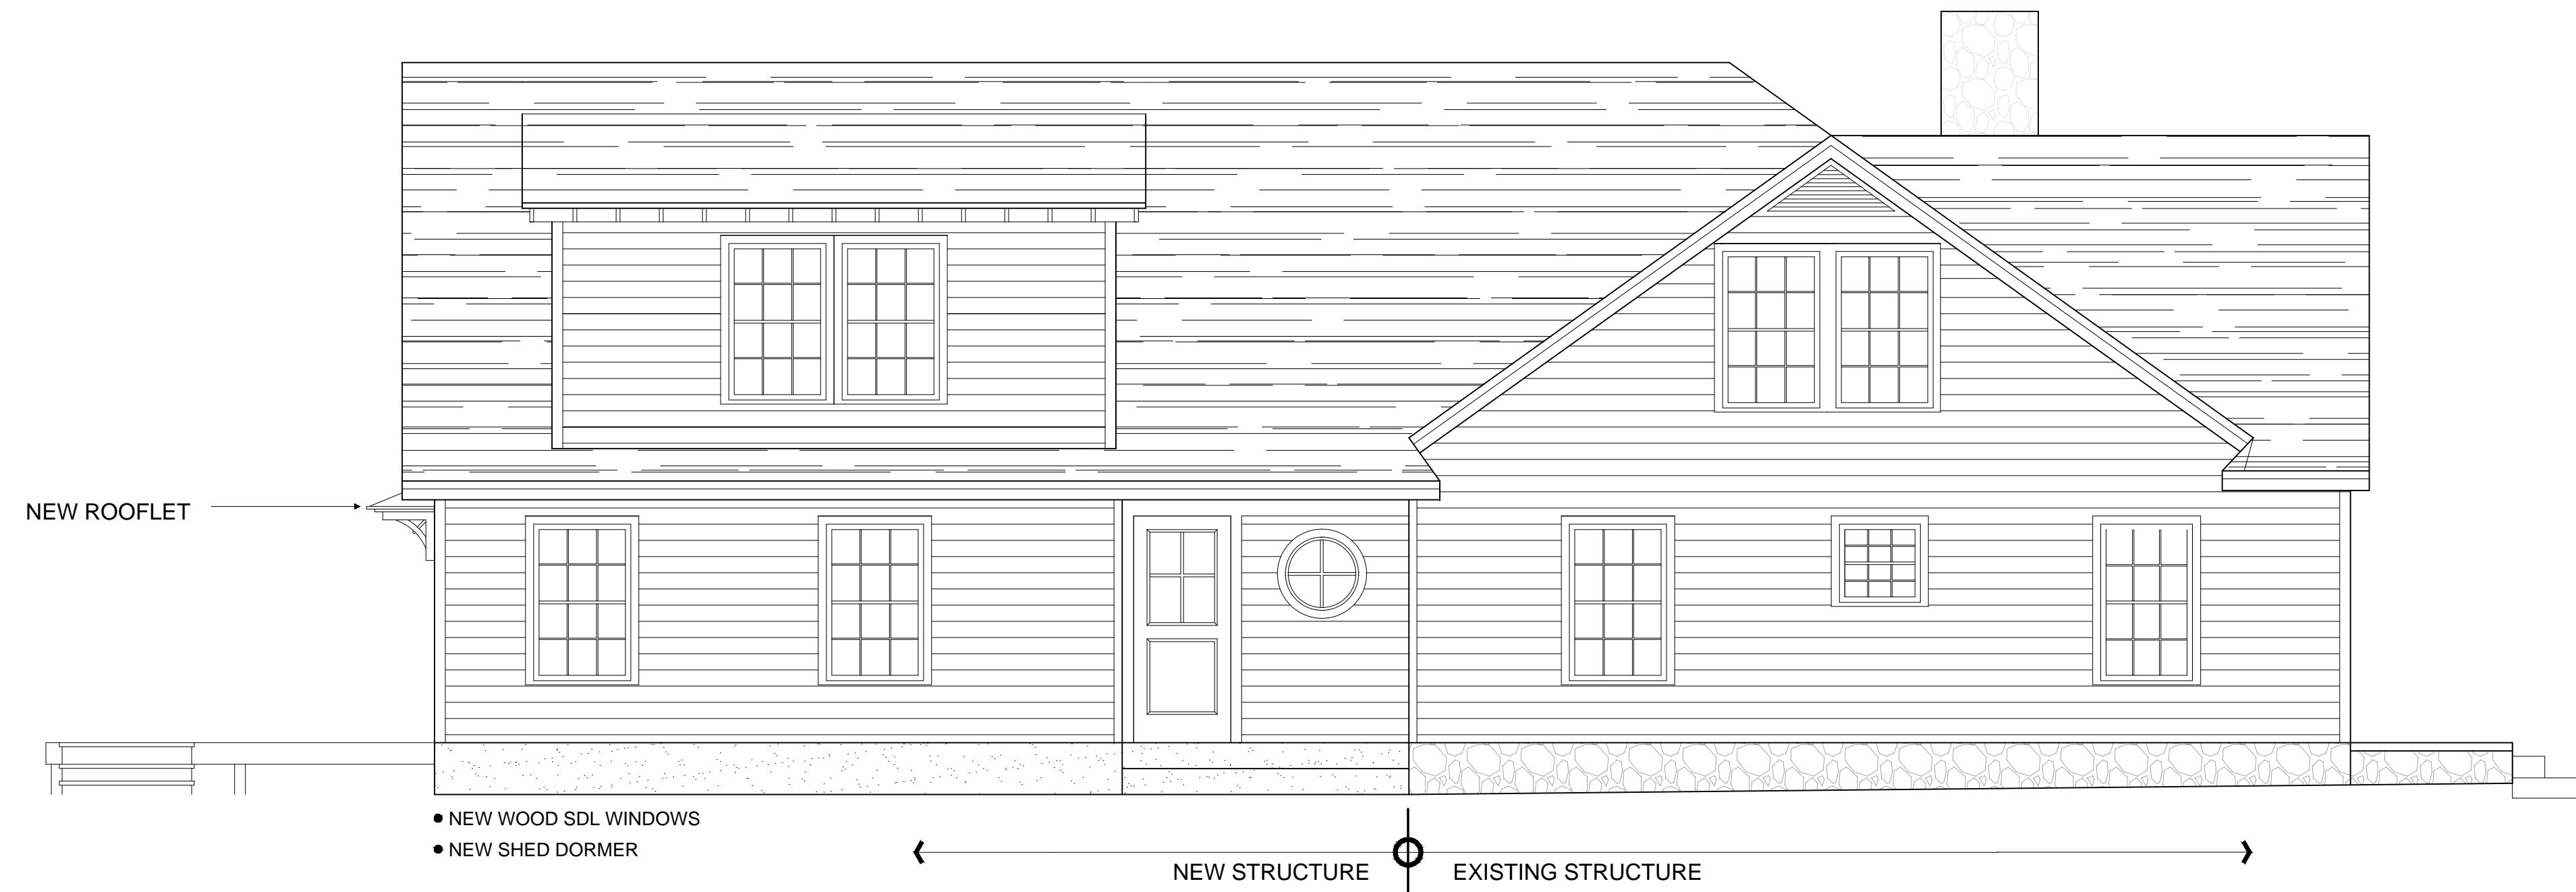 NEW ROOFLET
NEW WOOD SDL WINDOWS
NEW SHED DORMER
NEW STRUCTURE
EXISTING STRUCTURE